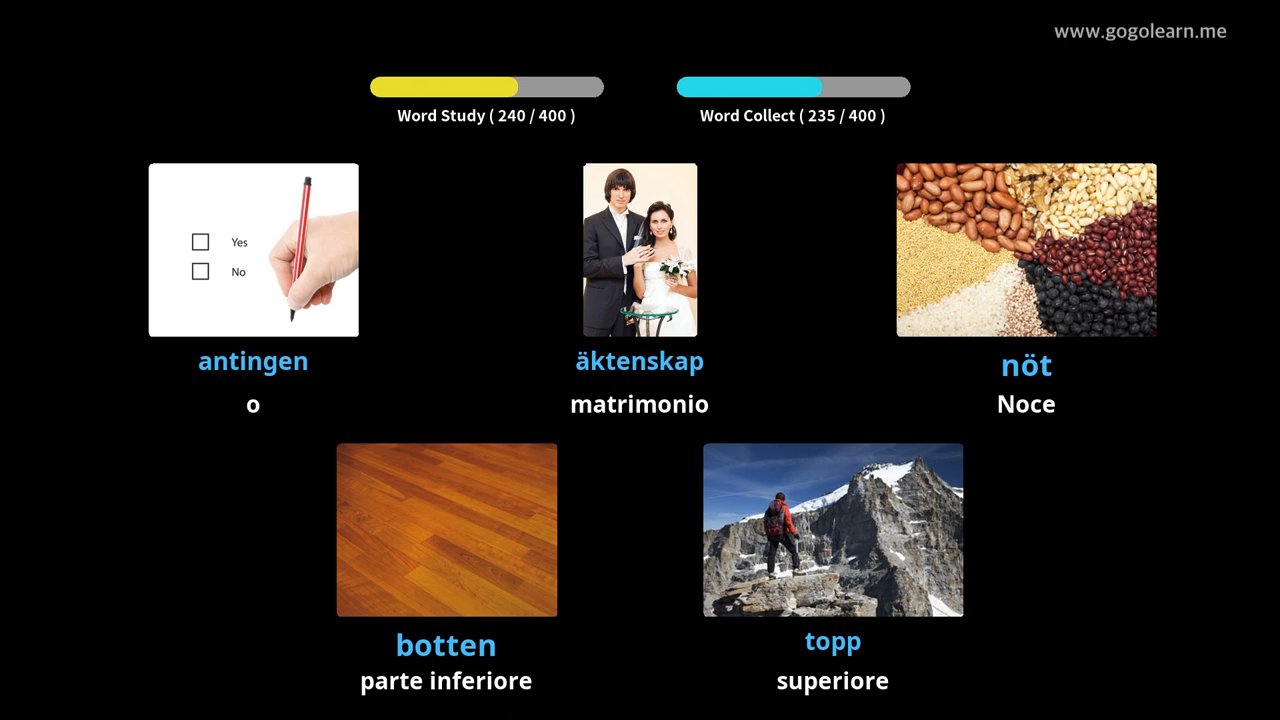 www.gogolearn.me
Word Study ( 240 / 400 )
Word Collect ( 235 / 400 )
Yes
No
antingen
o
äktenskap
matrimonio
nöt
Noce
botten
parte inferiore
topp
superiore